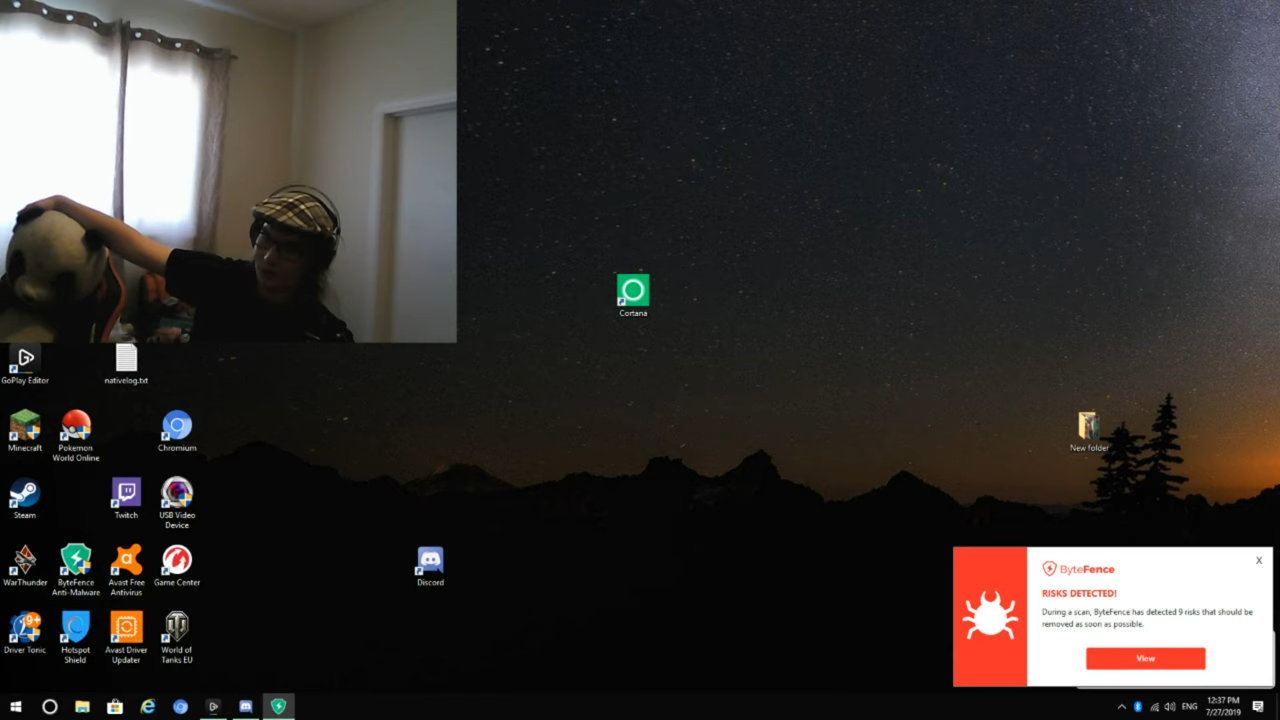 Cortana
GoPlay Editor
nativelog.txt
Minecraft
Pokemon
World Online
Chromium
New folder
Steam
Twitch
USB Video
Device
WarThunder
ByteFence
Anti-Malware
Avast Free
Antivirus
Game Center
Discord
9+
Driver Tonic
Hotspot
Shield
Avast Driver
Updater
World of
Tanks EU
ByteFence
X
RISKS DETECTED!
During a scan, ByteFence has detected 9 risks that should be
removed as soon as possible.
View
ENG
12:37 PM
7/27/2019